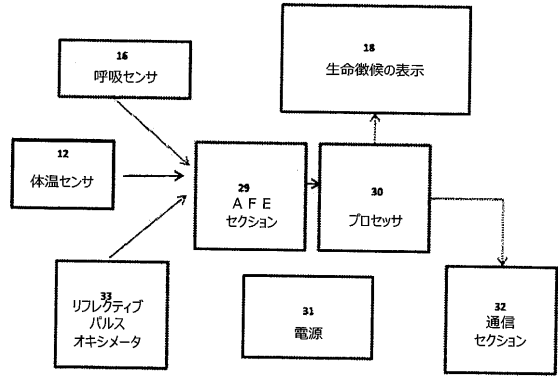 16
呼吸センサ
18
生命徴候の表示
12
体温センサ
29
AFE
セクション
30
プロセッサ
33
リフレクティブ
パルス
オキシメータ
31
電源
32
通信
セクション